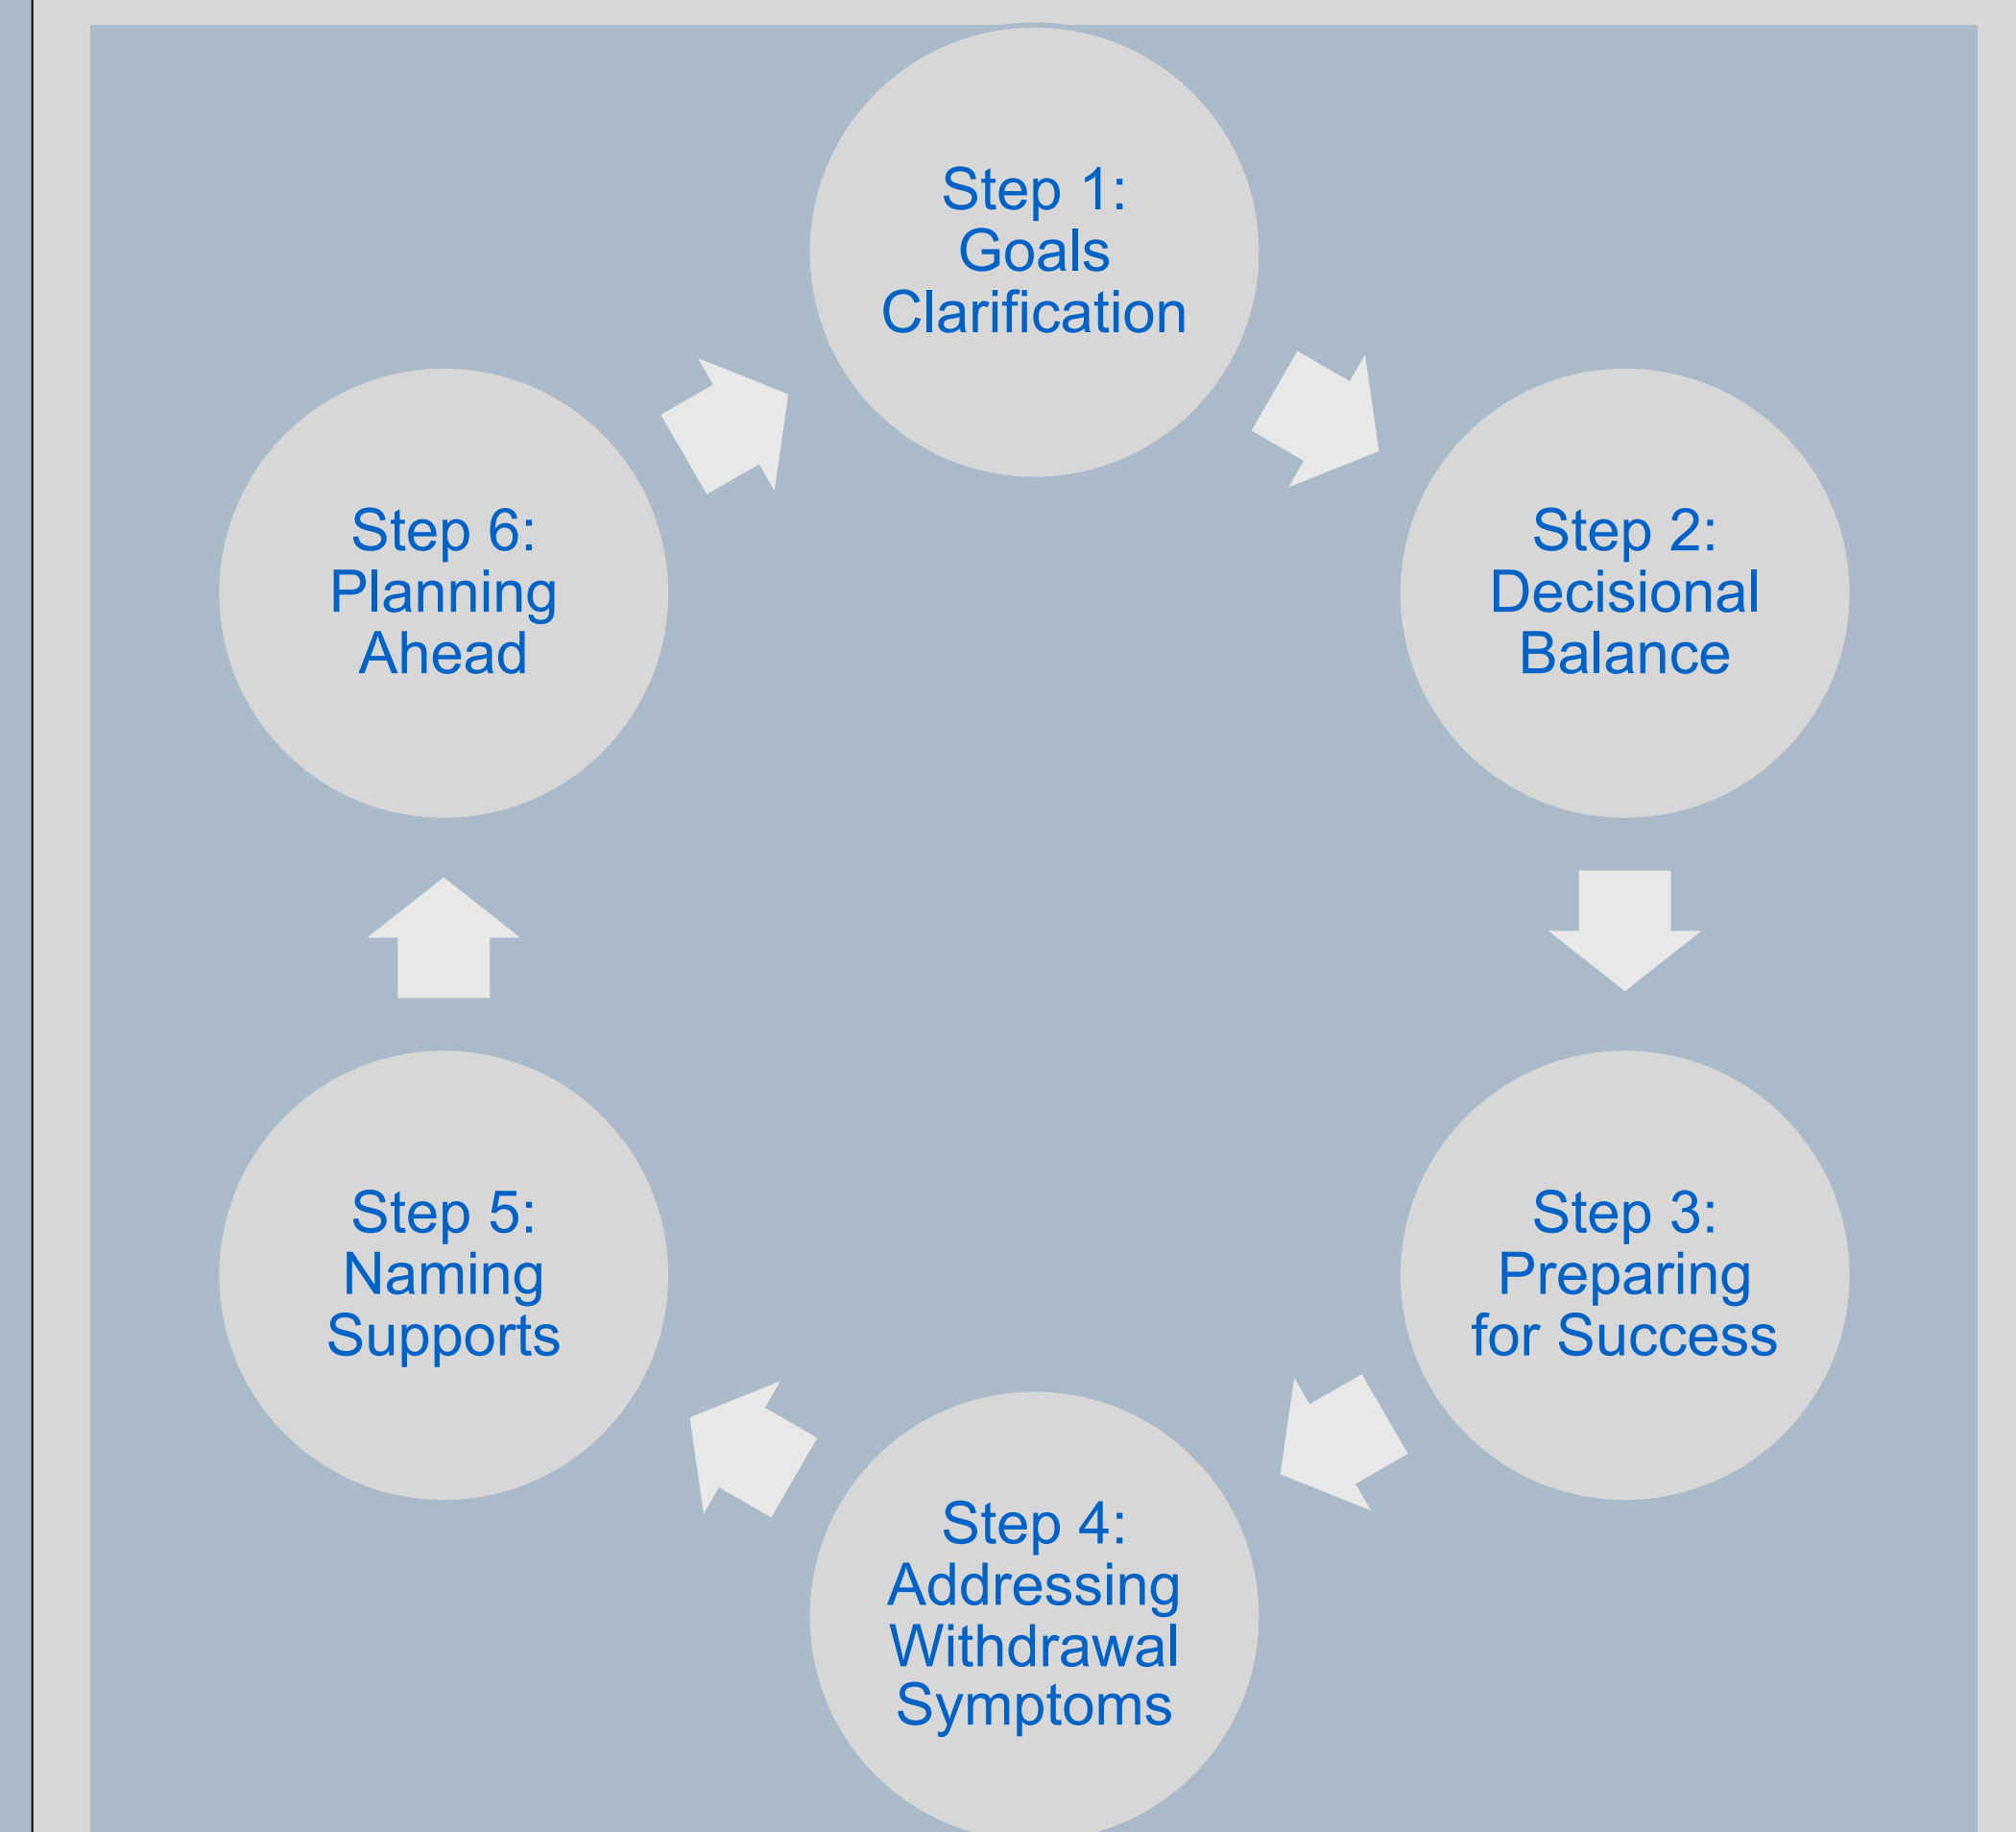 Step 1:
Goals
Clarification
Step 2:
Decisional
Balance
Step 3:
Preparing
for Success
Step 4:
Addressing
Withdrawal
Symptoms
Step 5:
Naming
Supports
Step 6:
Planning
Ahead